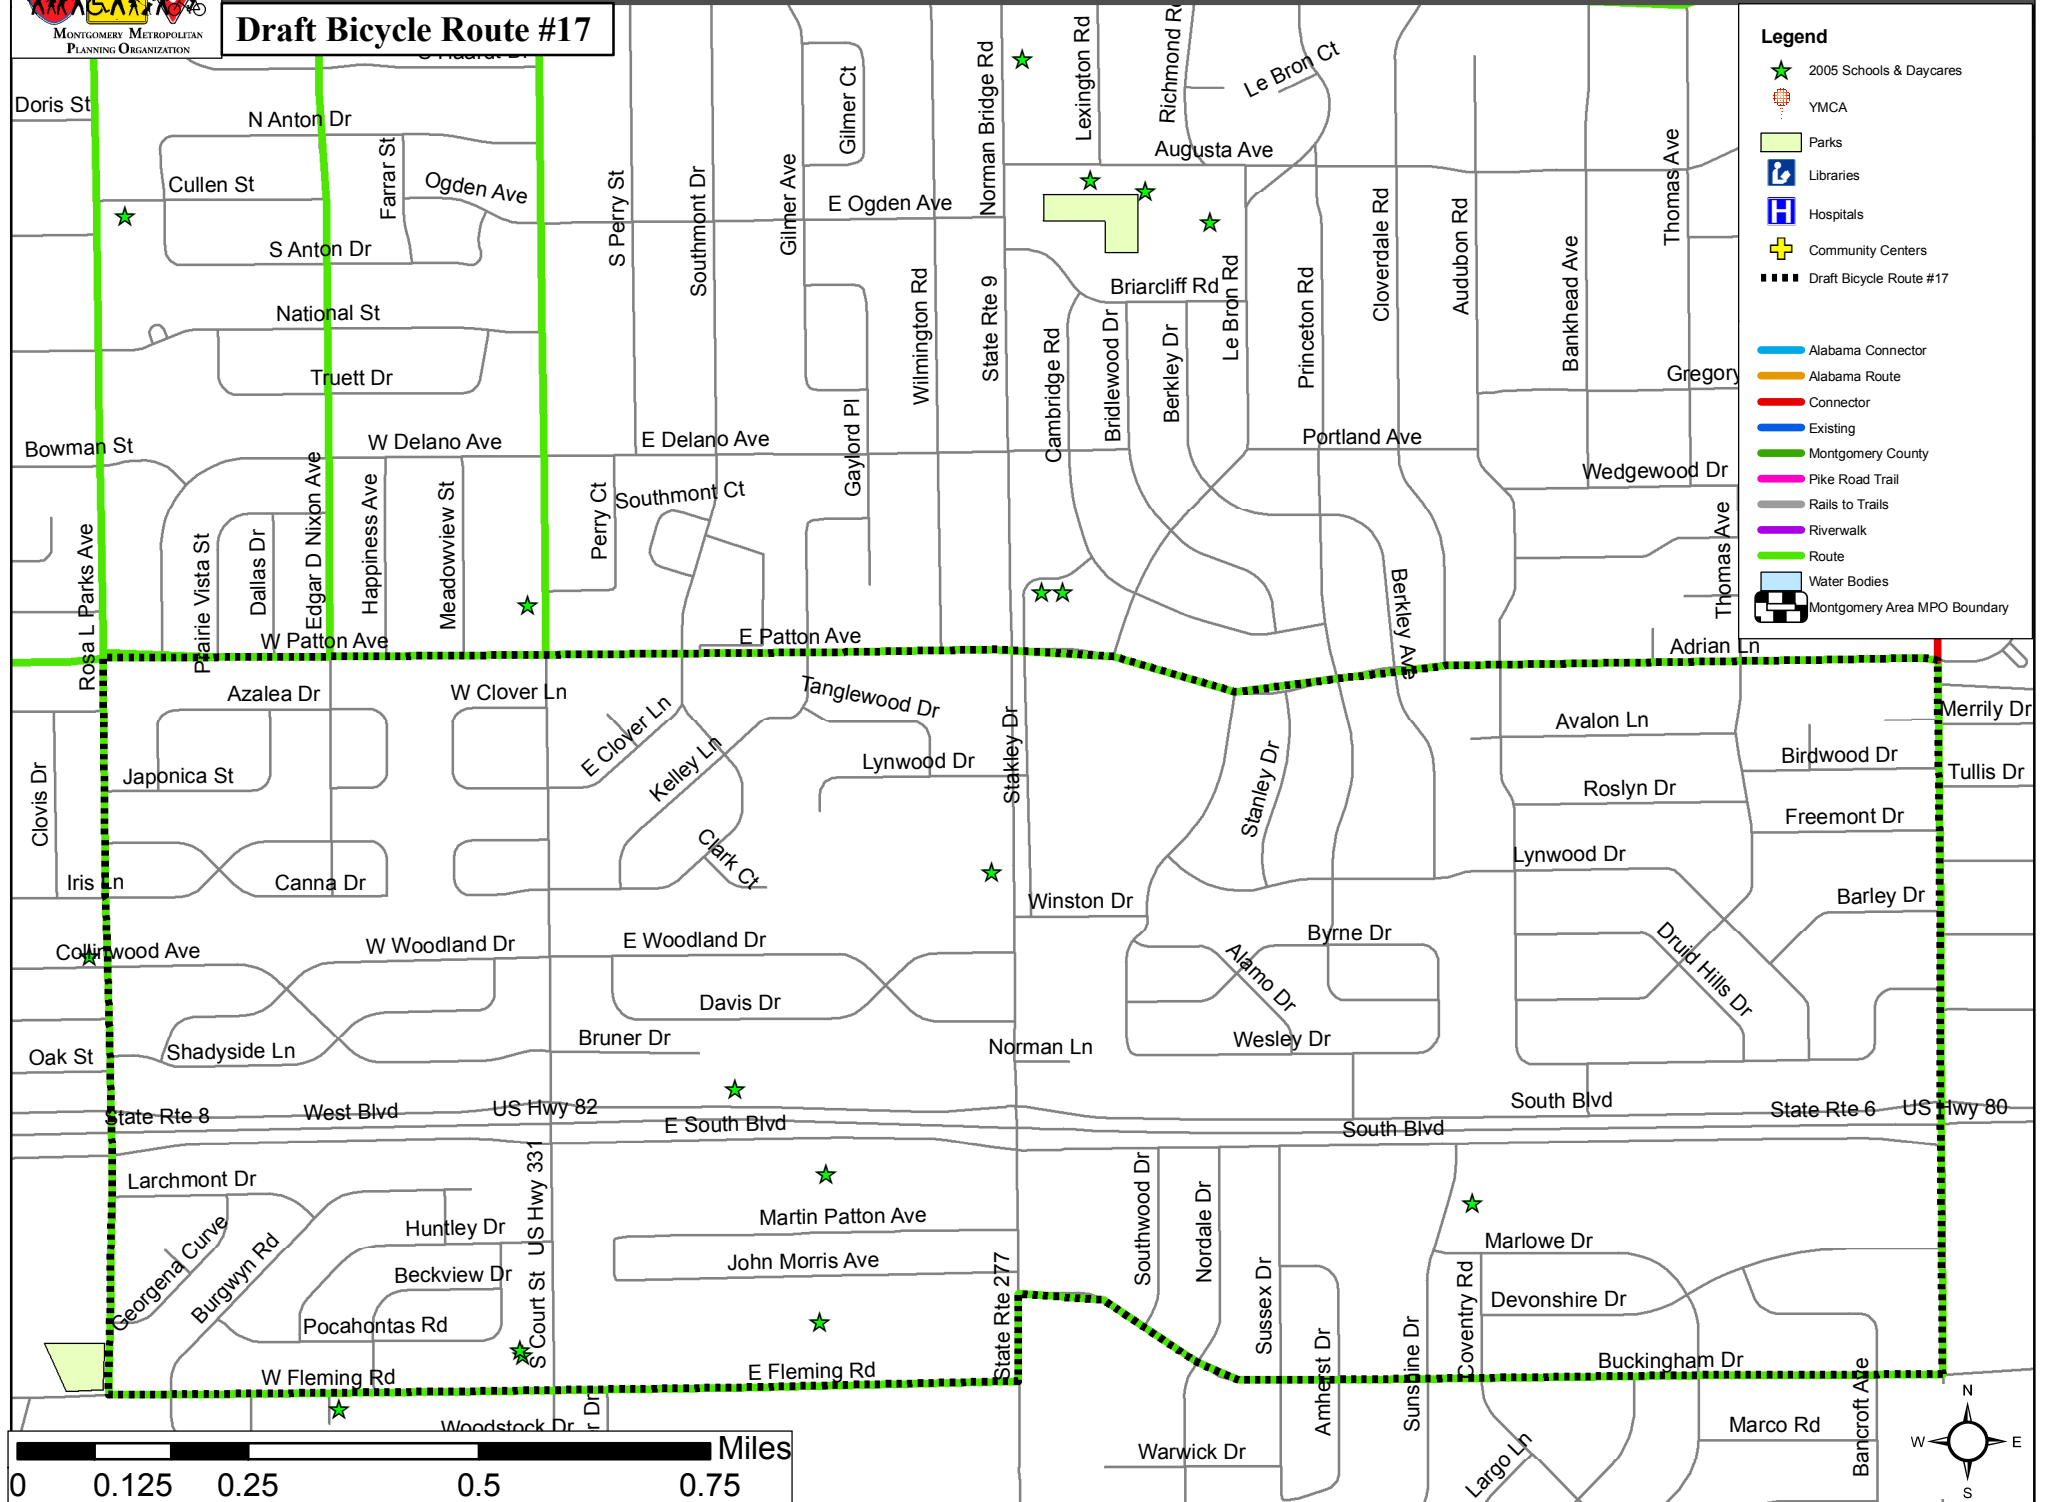 MONTGOMERY METROPOLITAN
PLANNING ORGANIZATION
Draft Bicycle Route #17
Legend
2005 Schools & Daycares
YMCA
Parks
Libraries
Hospitals
Community Centers
Draft Bicycle Route #17
Alabama Connector
Alabama Route
Connector
Existing
Montgomery County
Pike Road Trail
Rails to Trails
Riverwalk
Route
Water Bodies
Montgomery Area MPO Boundary
Doris St
N Anton Dr
Cullen St
Farrar St
Ogden Ave
S Anton Dr
National St
Truett Dr
S Perry St
Southmont Dr
Gilmer Ave
Gilmer Ct
E Ogden Ave
Wilmington Rd
Norman Bridge Rd
State Rte 9
Lexington Rd
Richmond Rd
Le Bron Ct
Augusta Ave
Briarcliff Rd
Cambridge Rd
Bridlewood Dr
Berkley Dr
Le Bron Rd
Princeton Rd
Cloverdale Rd
Audubon Rd
Bankhead Ave
Thomas Ave
Gregory
Portland Ave
Wedgewood Dr
Thomas Ave
Bowman St
W Delano Ave
E Delano Ave
Gaylord Pl
Southmont Ct
Perry Ct
Rosa L Parks Ave
Prairie Vista St
Dallas Dr
Edgar D Nixon Ave
Happiness Ave
Meadowview St
W Patton Ave
E Patton Ave
Berkley Ave
Adrian Ln
Azalea Dr
W Clover Ln
E Clover Ln
Kelley Ln
Tanglewood Dr
Lynwood Dr
Stakley Dr
Stanley Dr
Avalon Ln
Merrily Dr
Birdwood Dr
Tullis Dr
Japonica St
Clovis Dr
Roslyn Dr
Freemont Dr
Clark Ct
Lynwood Dr
Iris Ln
Canna Dr
Winston Dr
Barley Dr
Collinwood Ave
W Woodland Dr
E Woodland Dr
Byrne Dr
Alamo Dr
Druid Hills Dr
Davis Dr
Bruner Dr
Norman Ln
Wesley Dr
Oak St
Shadyside Ln
State Rte 8
West Blvd
US Hwy 82
E South Blvd
South Blvd
South Blvd
State Rte 6
US Hwy 80
Larchmont Dr
Georgena Curve
Burgwyn Rd
Huntley Dr
Beckview Dr
Pocahontas Rd
US Hwy 331
S Court St
Martin Patton Ave
John Morris Ave
State Rte 277
Southwood Dr
Nordale Dr
Sussex Dr
Amherst Dr
Sunshine Dr
Coventry Rd
Marlowe Dr
Devonshire Dr
Buckingham Dr
Bancroft Ave
W Fleming Rd
E Fleming Rd
Woodstock Dr
r Dr
Warwick Dr
Largo Ln
Marco Rd
Miles
0 0.125 0.25 0.5 0.75
N
W E
S